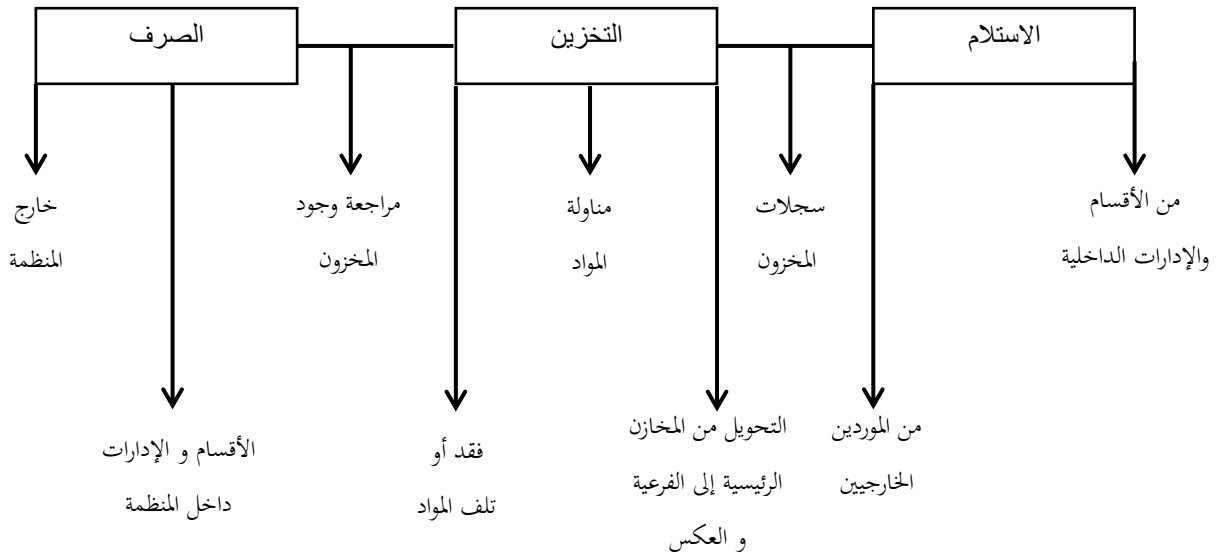 الاستلام
التخزين
الصرف
من الأقسام
والإدارات الداخلية
سجلات
المخزون
مناولة
المواد
مراجعة وجود
المخزون
خارج
المنظمة
من الموردين
الخارجيين
التحويل من المخازن
الرئيسية إلى الفرعية
و العكس
فقد أو
تلف المواد
الأقسام و الإدارات
داخل المنظمة